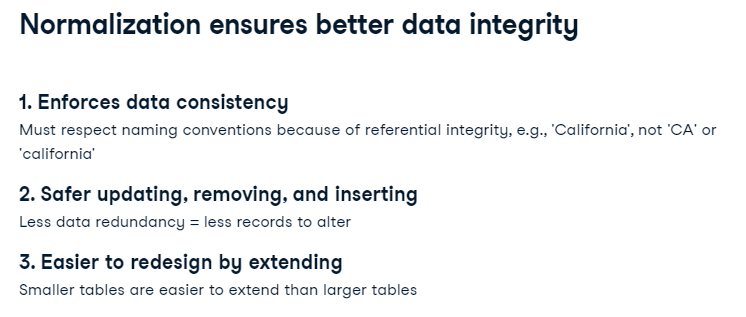 Normalization ensures better data integrity
1. Enforces data consistency
Must respect naming conventions because of referential integrity, e.g., 'California', not 'CA' or
'california'
2. Safer updating, removing, and inserting
Less data redundancy = less records to alter
3. Easier to redesign by extending
Smaller tables are easier to extend than larger tables